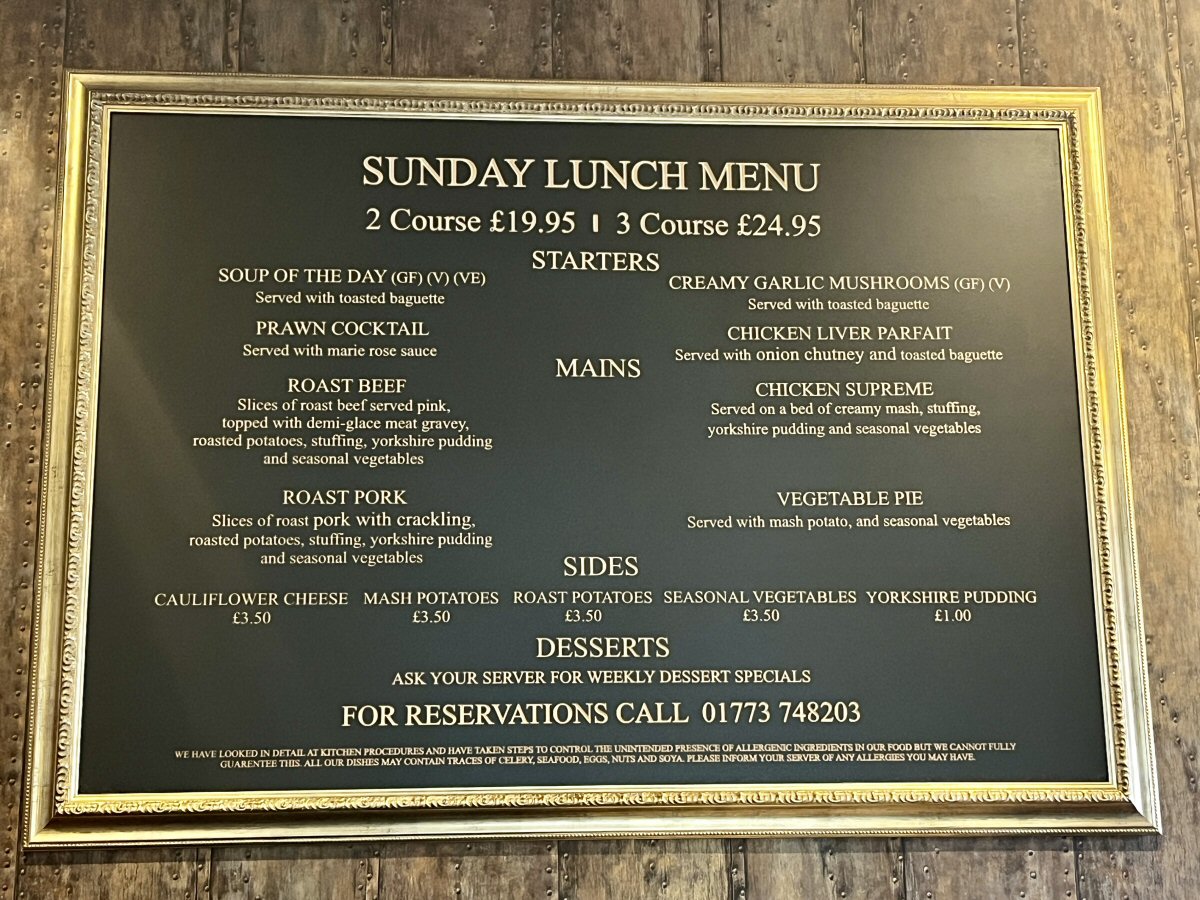 SUNDAY LUNCH MENU
2 Course £19.95 I 3 Course £24.95
STARTERS
SOUP OF THE DAY (GF) (V) (VE)
Served with toasted baguette
CREAMY GARLIC MUSHROOMS (GF) (V)
Served with toasted baguette
PRAWN COCKTAIL
Served with marie rose sauce
CHICKEN LIVER PARFAIT
Served with onion chutney and toasted baguette
MAINS
ROAST BEEF
Slices of roast beef served pink,
topped with demi-glace meat gravey,
roasted potatoes, stuffing, yorkshire pudding
and seasonal vegetables
CHICKEN SUPREME
Served on a bed of creamy mash, stuffing,
yorkshire pudding and seasonal vegetables
ROAST PORK
Slices of roast pork with crackling,
roasted potatoes, stuffing, yorkshire pudding
and seasonal vegetables
VEGETABLE PIE
Served with mash potato, and seasonal vegetables
SIDES
CAULIFLOWER CHEESE MASH POTATOES ROAST POTATOES SEASONAL VEGETABLES YORKSHIRE PUDDING
£3.50 £3.50 £3.50 £3.50 £1.00
DESSERTS
ASK YOUR SERVER FOR WEEKLY DESSERT SPECIALS
FOR RESERVATIONS CALL 01773 748203
WE HAVE LOOKED IN DETAIL AT KITCHEN PROCEDURES AND HAVE TAKEN STEPS TO CONTROL THE UNINTENDED PRESENCE OF ALLERGENIC INGREDIENTS IN OUR FOOD BUT WE CANNOT FULLY
GUARENTEE THIS. ALL OUR DISHES MAY CONTAIN TRACES OF CELERY, SEAFOOD, EGGS, NUTS AND SOYA. PLEASE INFORM YOUR SERVER OF ANY ALLERGIES YOU MAY HAVE.